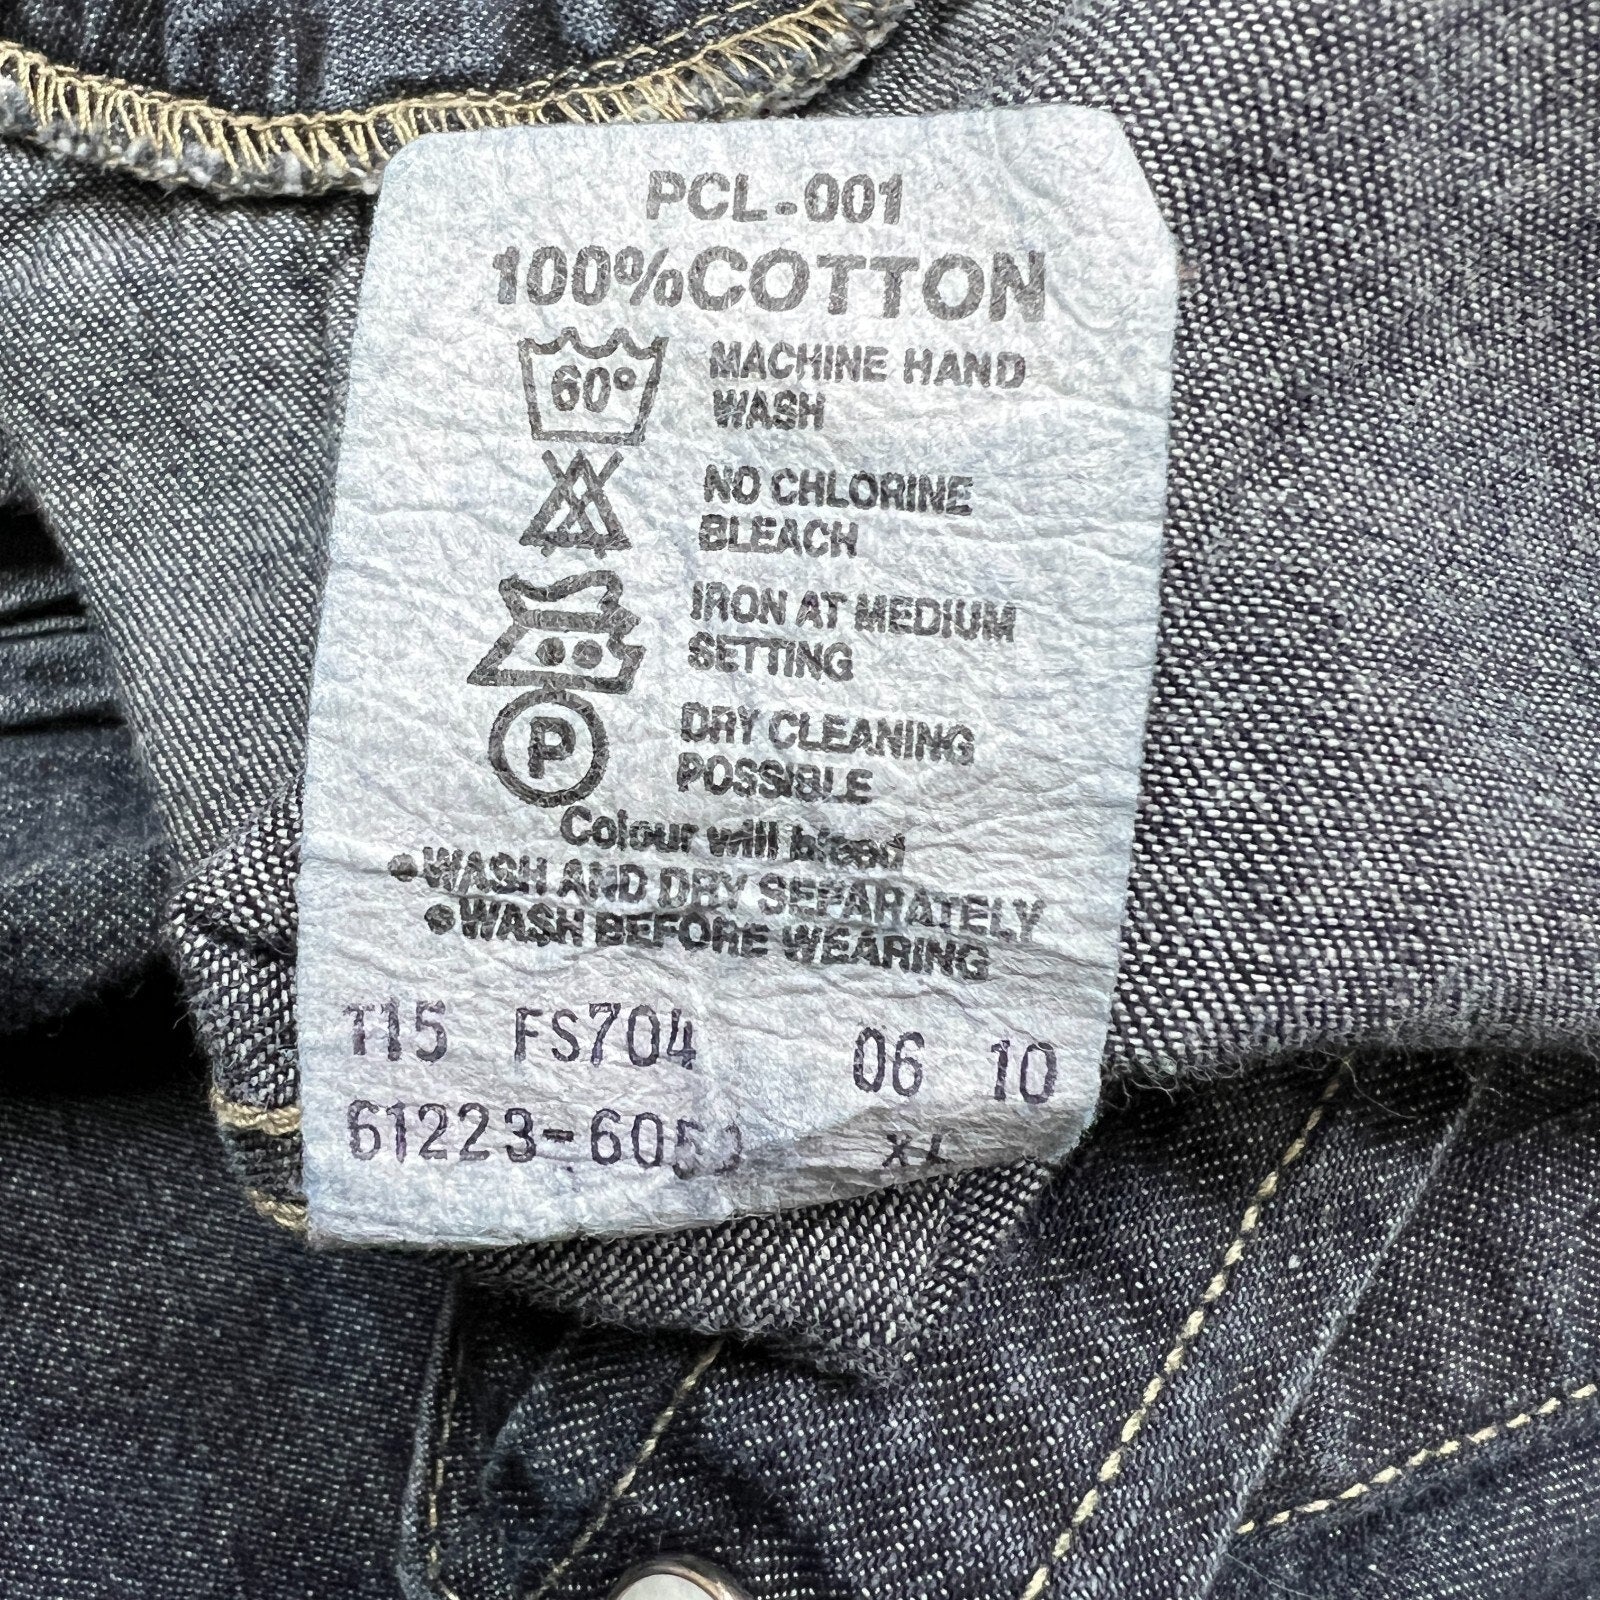 PCL-001
100%COTTON
60°
MACHINE HAND
WASH
NO CHLORINE
BLEACH
IRON AT MEDIUM
SETTING
P
DRY CLEANING
POSSIBLE
Colour will bleed
●WASH AND DRY SEPARATELY
●WASH BEFORE WEARING
T15 FS704 06 10